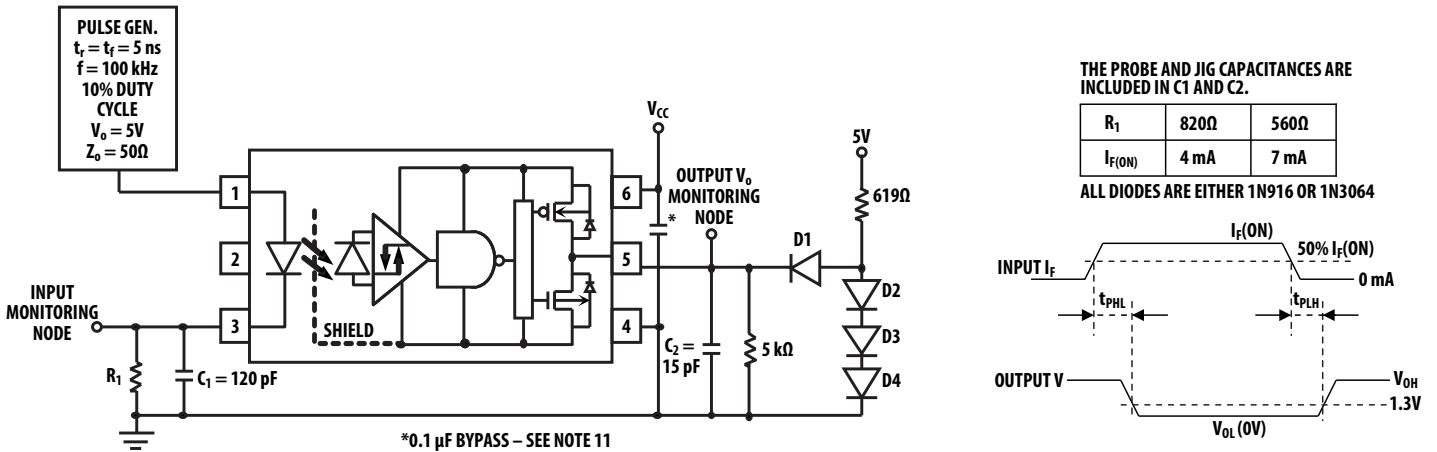 PULSE GEN.
tr = tf = 5 ns
f = 100 kHz
10% DUTY
CYCLE
Vo = 5V
Zo = 50Ω
1
2
3
INPUT
MONITORING
NODE
R1
C1 = 120 pF
SHIELD
6
5
4
VCC
*
OUTPUT Vo
MONITORING
NODE
C2 =
15 pF
5 kΩ
D1
5V
619Ω
D2
D3
D4
*0.1 µF BYPASS – SEE NOTE 11
THE PROBE AND JIG CAPACITANCES ARE
INCLUDED IN C1 AND C2.
R1 820Ω 560Ω
IF(ON) 4 mA 7 mA
ALL DIODES ARE EITHER 1N916 OR 1N3064
IF(ON)
50% IF(ON)
INPUT IF
0 mA
tPHL tPLH
OUTPUT V
VOH
1.3V
VOL (0V)